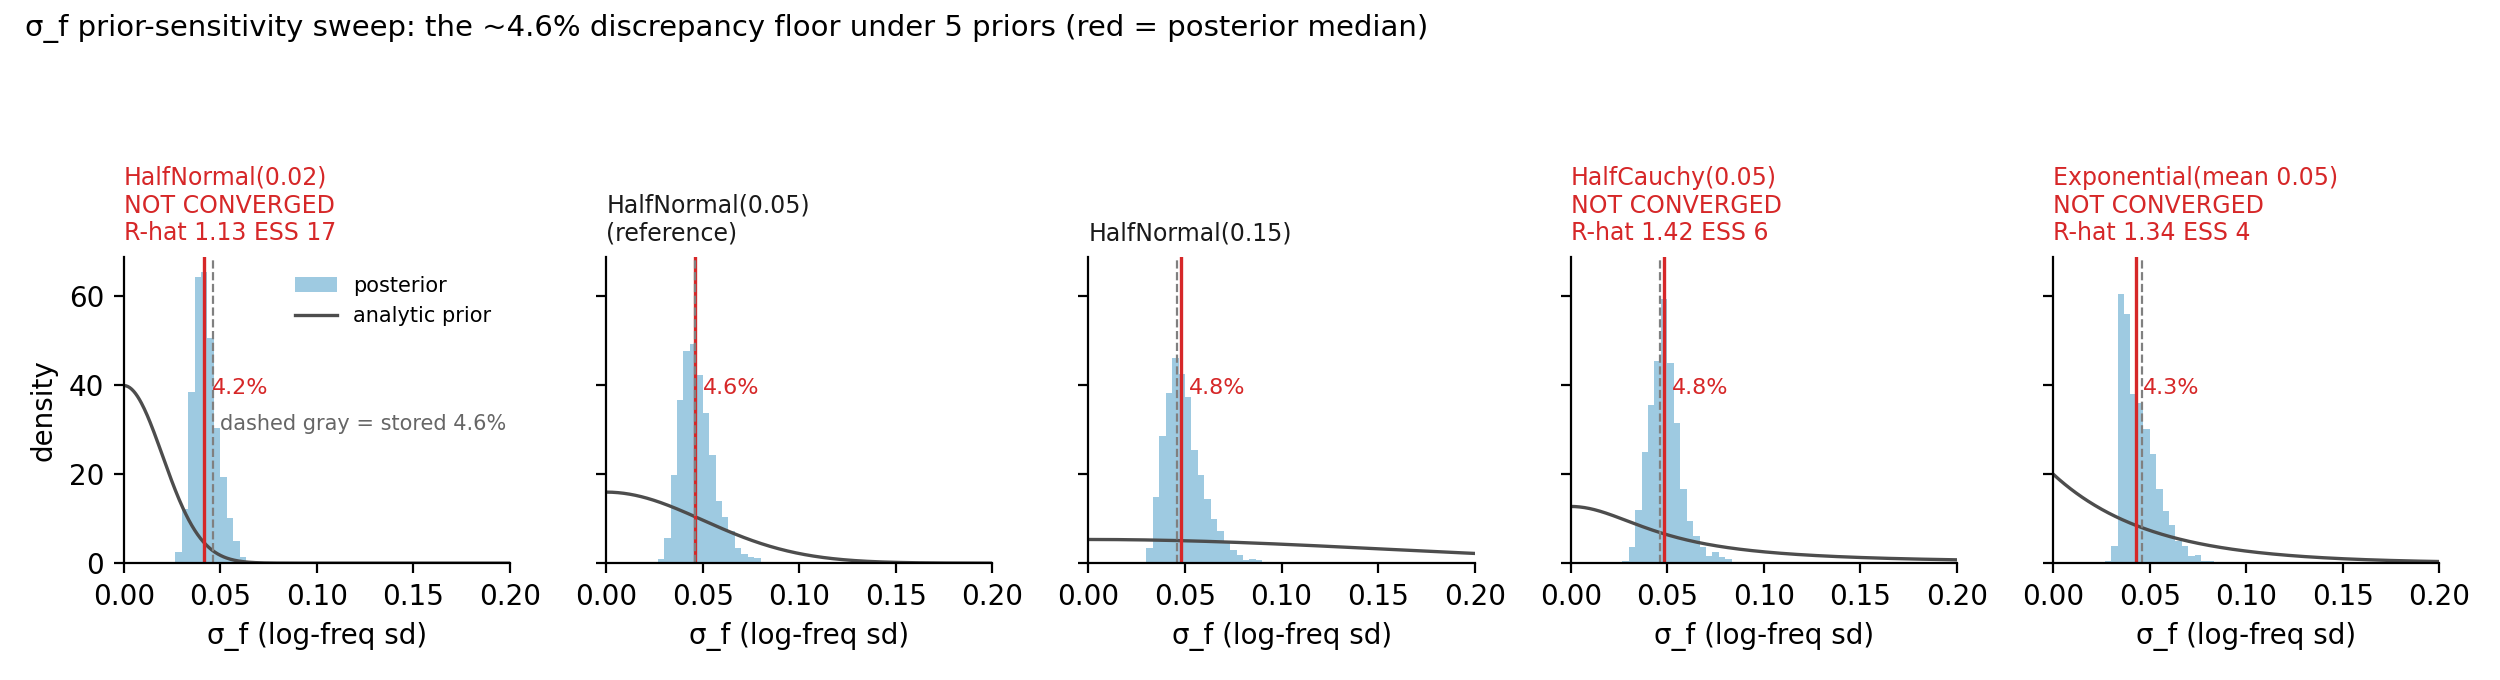 σ_f prior-sensitivity sweep: the ~4.6% discrepancy floor under 5 priors (red = posterior median)
HalfNormal(0.02)
NOT CONVERGED
R-hat 1.13 ESS 17
HalfNormal(0.05)
(reference)
HalfNormal(0.15)
HalfCauchy(0.05)
NOT CONVERGED
R-hat 1.42 ESS 6
Exponential(mean 0.05)
NOT CONVERGED
R-hat 1.34 ESS 4
density
60
40
20
0
posterior
analytic prior
4.2%
dashed gray = stored 4.6%
0.00 0.05 0.10 0.15 0.20
σ_f (log-freq sd)
4.6%
0.00 0.05 0.10 0.15 0.20
σ_f (log-freq sd)
4.8%
0.00 0.05 0.10 0.15 0.20
σ_f (log-freq sd)
4.8%
0.00 0.05 0.10 0.15 0.20
σ_f (log-freq sd)
4.3%
0.00 0.05 0.10 0.15 0.20
σ_f (log-freq sd)